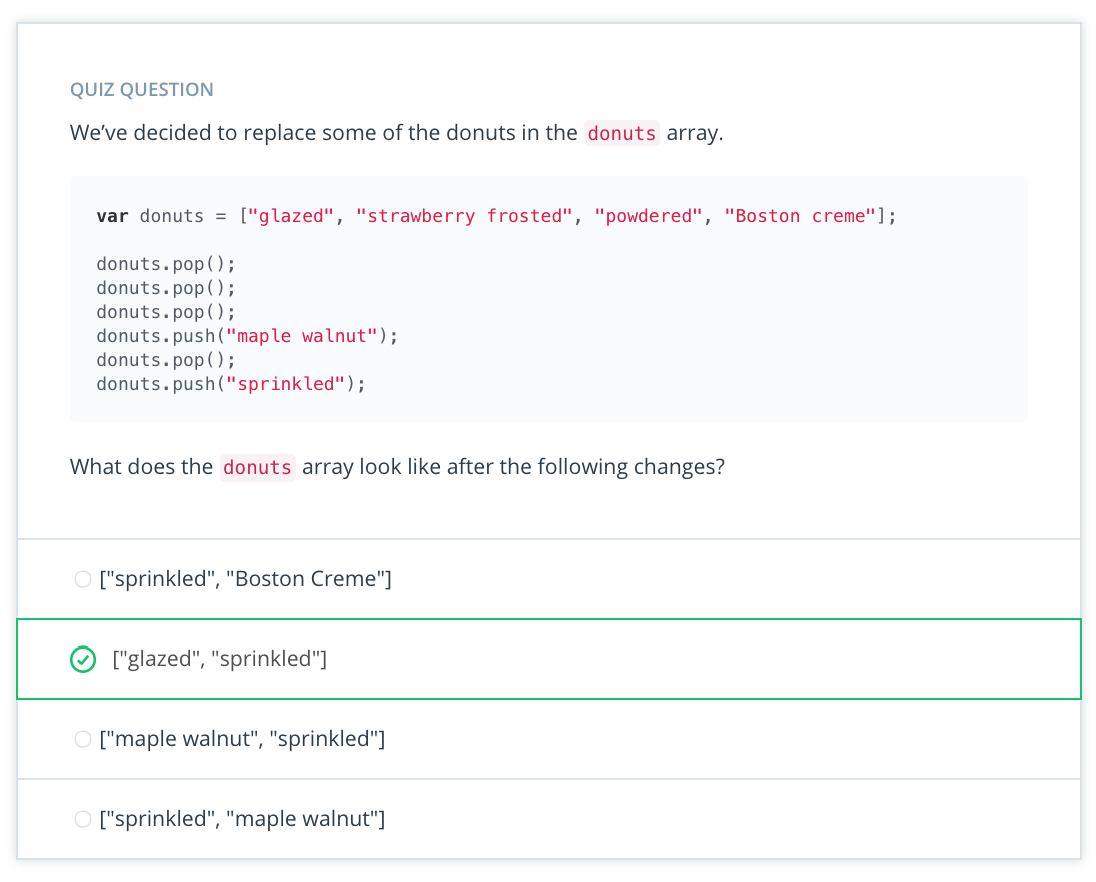 QUIZ QUESTION
We’ve decided to replace some of the donuts in the donuts array.
var donuts = ["glazed", "strawberry frosted", "powdered", "Boston creme"];
donuts.pop();
donuts.pop();
donuts.pop();
donuts.push("maple walnut");
donuts.pop();
donuts.push("sprinkled");
What does the donuts array look like after the following changes?
["sprinkled", "Boston Creme"]
["glazed", "sprinkled"]
["maple walnut", "sprinkled"]
["sprinkled", "maple walnut"]